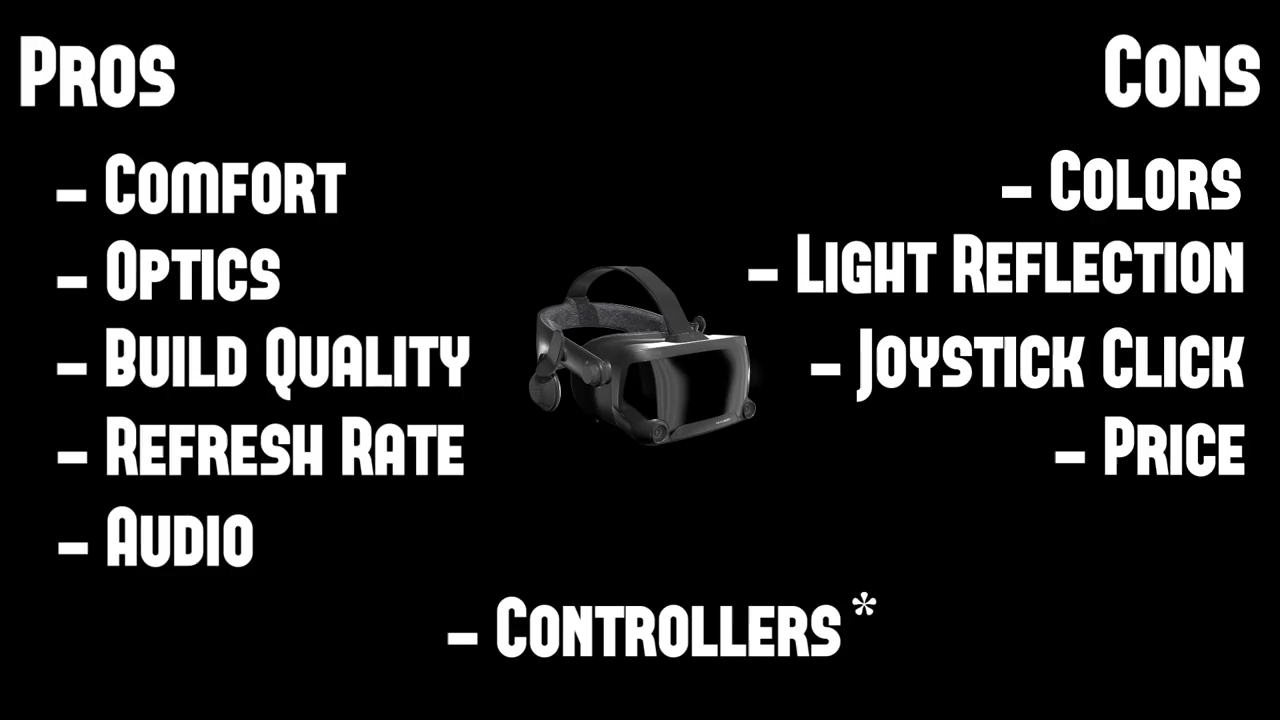 Pros
- Comfort
- Optics
- Build Quality
- Refresh Rate
- Audio
Cons
- Colors
- Light Reflection
- Joystick Click
- Price
- Controllers*